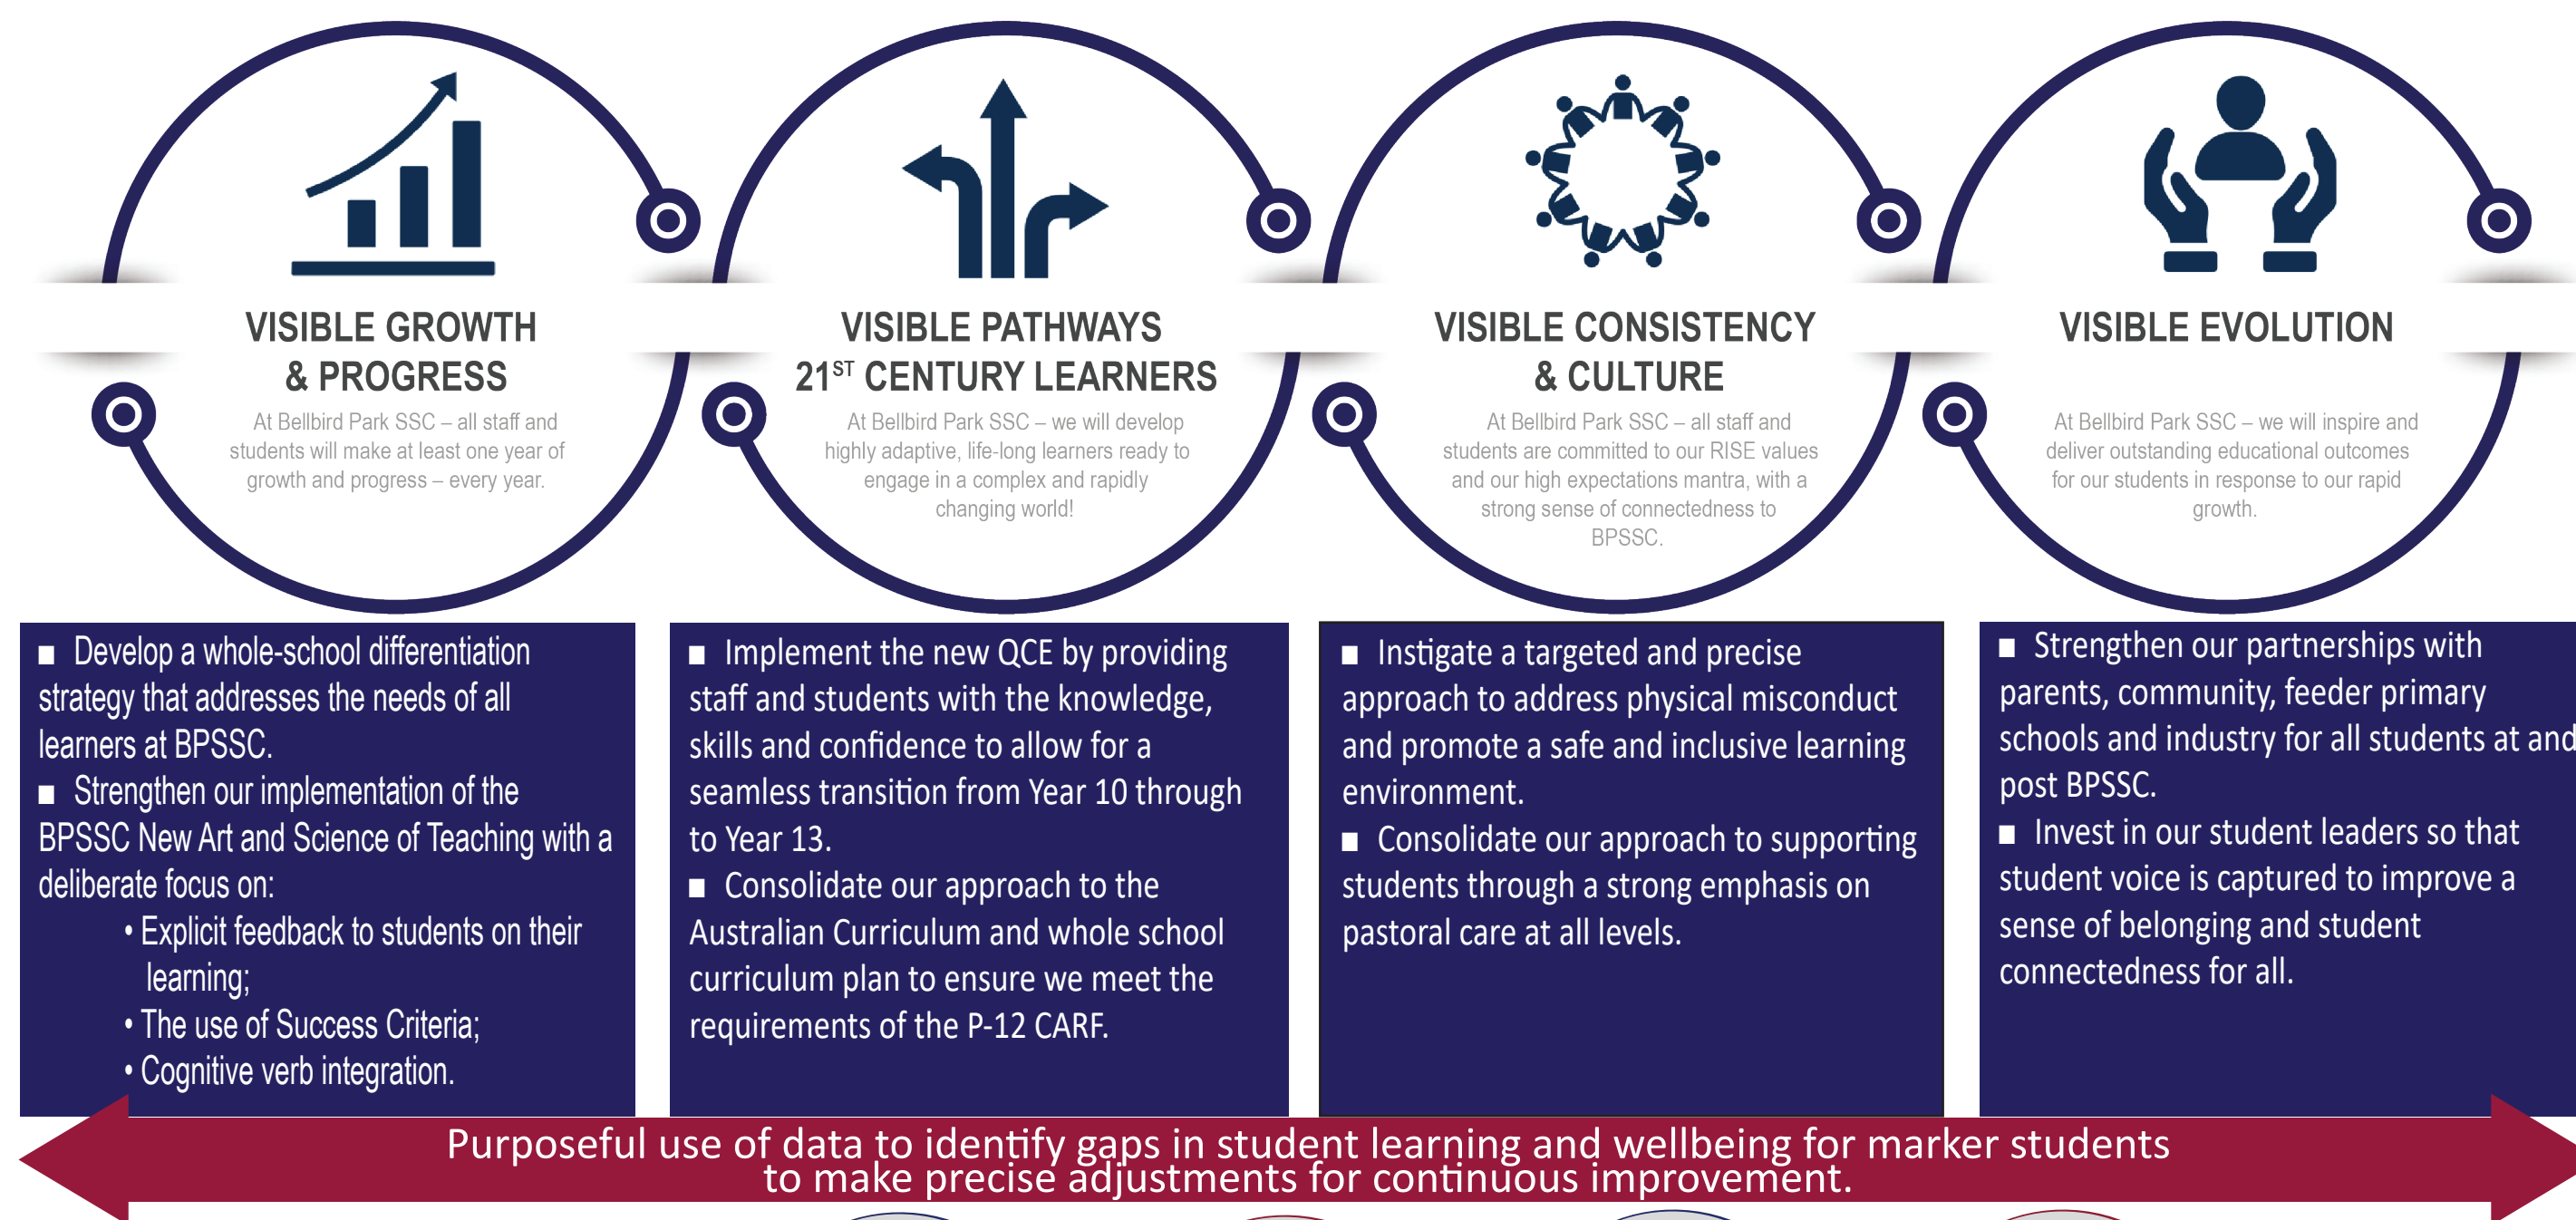 VISIBLE GROWTH
& PROGRESS
At Bellbird Park SSC – all staff and
students will make at least one year of
growth and progress – every year.
VISIBLE PATHWAYS
21ST CENTURY LEARNERS
At Bellbird Park SSC – we will develop
highly adaptive, life-long learners ready to
engage in a complex and rapidly
changing world!
VISIBLE CONSISTENCY
& CULTURE
At Bellbird Park SSC – all staff and
students are committed to our RISE values
and our high expectations mantra, with a
strong sense of connectedness to
BPSSC.
VISIBLE EVOLUTION
At Bellbird Park SSC – we will inspire and
deliver outstanding educational outcomes
for our students in response to our rapid
growth.
■ Develop a whole-school differentiation
strategy that addresses the needs of all
learners at BPSSC.
■ Strengthen our implementation of the
BPSSC New Art and Science of Teaching with a
deliberate focus on:
• Explicit feedback to students on their
learning;
• The use of Success Criteria;
• Cognitive verb integration.
■ Implement the new QCE by providing
staff and students with the knowledge,
skills and confidence to allow for a
seamless transition from Year 10 through
to Year 13.
■ Consolidate our approach to the
Australian Curriculum and whole school
curriculum plan to ensure we meet the
requirements of the P-12 CARF.
■ Instigate a targeted and precise
approach to address physical misconduct
and promote a safe and inclusive learning
environment.
■ Consolidate our approach to supporting
students through a strong emphasis on
pastoral care at all levels.
■ Strengthen our partnerships with
parents, community, feeder primary
schools and industry for all students at and
post BPSSC.
■ Invest in our student leaders so that
student voice is captured to improve a
sense of belonging and student
connectedness for all.
Purposeful use of data to identify gaps in student learning and wellbeing for marker students
to make precise adjustments for continuous improvement.